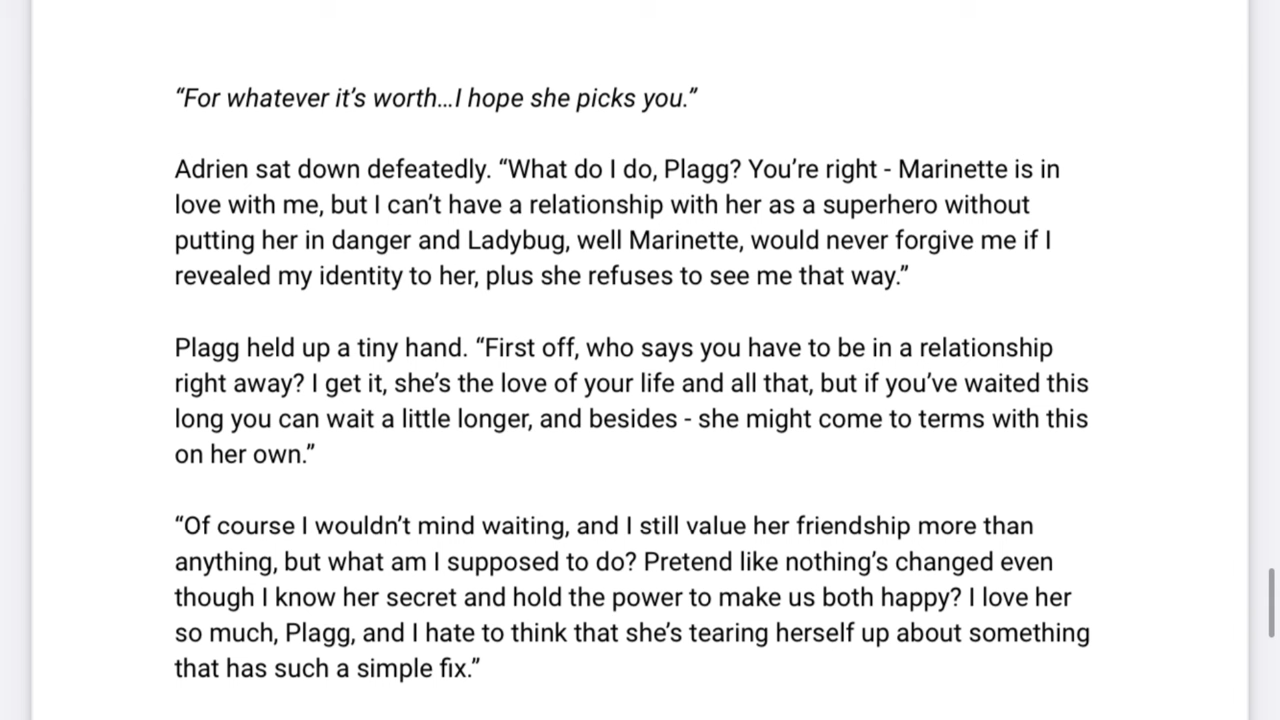 “For whatever it’s worth…I hope she picks you.”
Adrien sat down defeatedly. “What do I do, Plagg? You’re right - Marinette is in
love with me, but I can’t have a relationship with her as a superhero without
putting her in danger and Ladybug, well Marinette, would never forgive me if I
revealed my identity to her, plus she refuses to see me that way.”
Plagg held up a tiny hand. “First off, who says you have to be in a relationship
right away? I get it, she’s the love of your life and all that, but if you’ve waited this
long you can wait a little longer, and besides - she might come to terms with this
on her own.”
“Of course I wouldn’t mind waiting, and I still value her friendship more than
anything, but what am I supposed to do? Pretend like nothing’s changed even
though I know her secret and hold the power to make us both happy? I love her
so much, Plagg, and I hate to think that she’s tearing herself up about something
that has such a simple fix.”